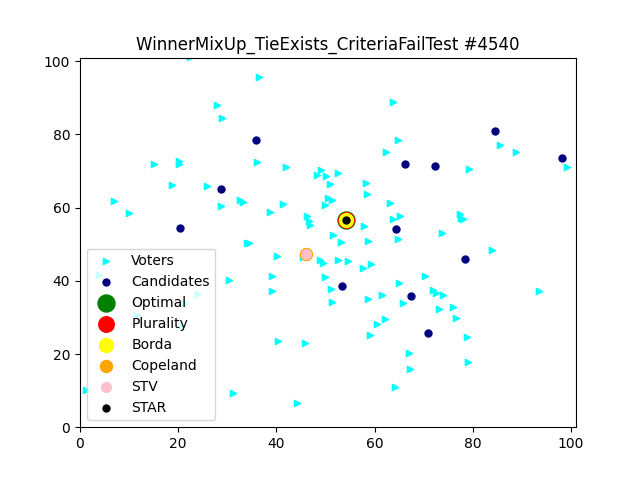 WinnerMixUp_TieExists_CriteriaFailTest #4540
100
80
60
40
20
0
0
20
40
60
80
100
Voters
Candidates
Optimal
Plurality
Borda
Copeland
STV
STAR